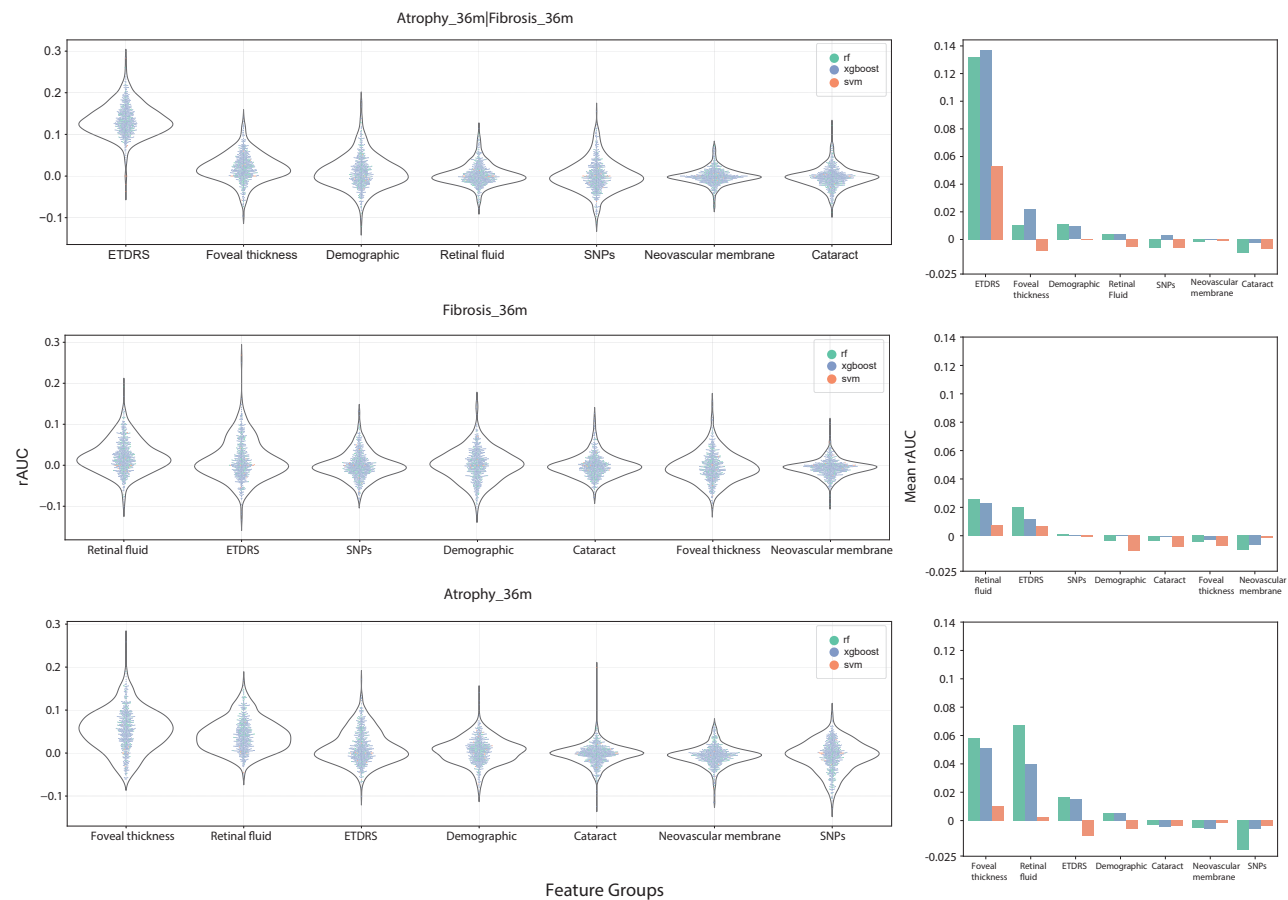 Atrophy_36m|Fibrosis_36m
0.3
0.2
0.1
0.0
−0.1
rf
xgboost
svm
ETDRS
Foveal thickness
Demographic
Retinal fluid
SNPs
Neovascular membrane
Cataract
0.14
0.12
0.1
0.08
0.06
0.04
0.02
0
-0.025
ETDRS
Foveal
thickness
Demographic
Retinal
Fluid
SNPs
Neovascular
membrane
Cataract
Fibrosis_36m
rAUC
0.3
0.2
0.1
0.0
−0.1
rf
xgboost
svm
Retinal fluid
ETDRS
SNPs
Demographic
Cataract
Foveal thickness
Neovascular membrane
Mean rAUC
0.14
0.12
0.1
0.08
0.06
0.04
0.02
0
-0.025
Retinal
fluid
ETDRS
SNPs
Demographic
Cataract
Foveal
thickness
Neovascular
membrane
Atrophy_36m
0.3
0.2
0.1
0.0
−0.1
rf
xgboost
svm
Foveal thickness
Retinal fluid
ETDRS
Demographic
Cataract
Neovascular membrane
SNPs
0.14
0.12
0.1
0.08
0.06
0.04
0.02
0
-0.025
Foveal
thickness
Retinal
fluid
ETDRS
Demographic
Cataract
Neovascular
membrane
SNPs
Feature Groups